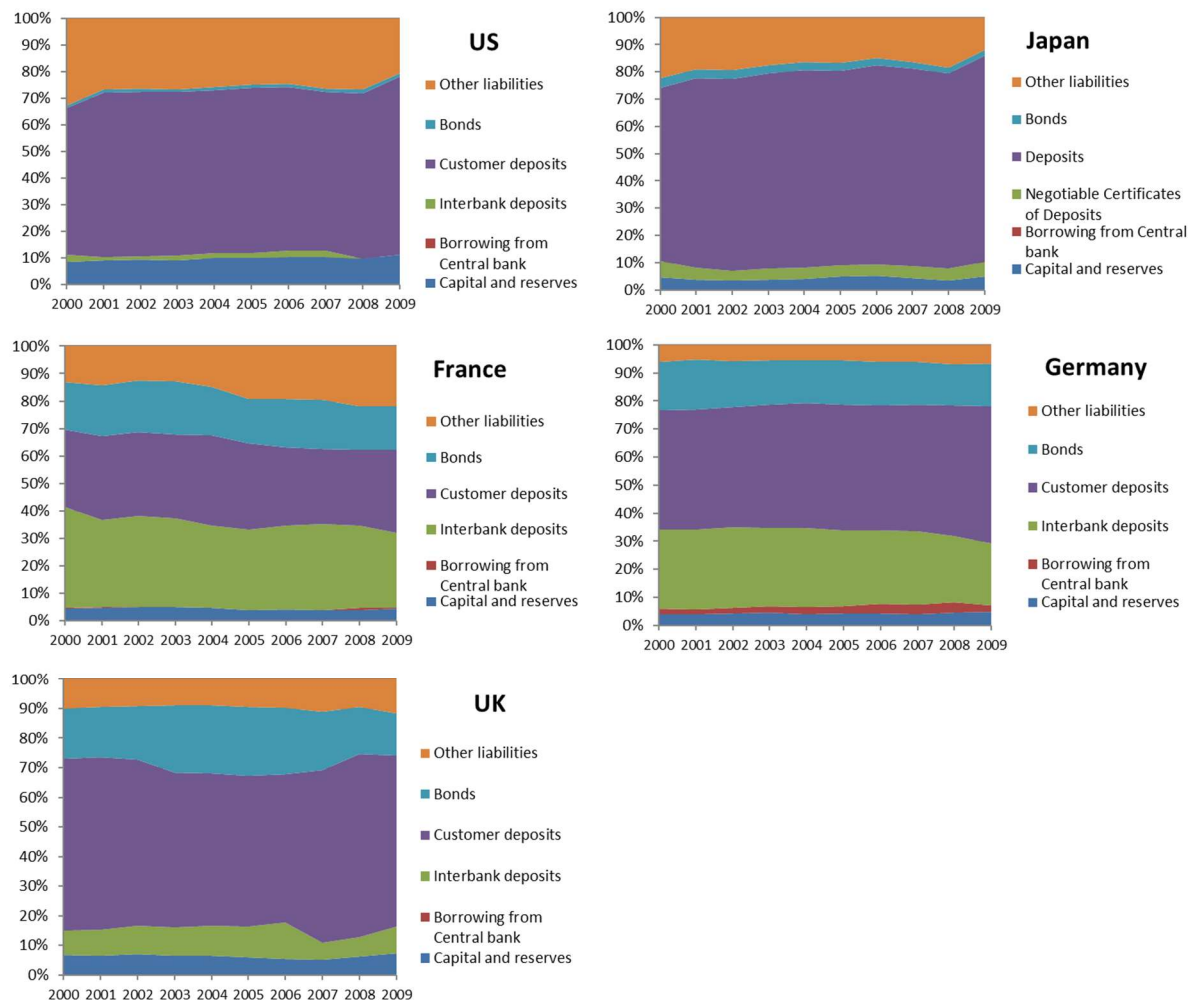 US
100%
90%
80%
70%
60%
50%
40%
30%
20%
10%
0%
2000 2001 2002 2003 2004 2005 2006 2007 2008 2009
Other liabilities
Bonds
Customer deposits
Interbank deposits
Borrowing from
Central bank
Capital and reserves
Japan
100%
90%
80%
70%
60%
50%
40%
30%
20%
10%
0%
2000 2001 2002 2003 2004 2005 2006 2007 2008 2009
Other liabilities
Bonds
Deposits
Negotiable Certificates
of Deposits
Borrowing from Central
bank
Capital and reserves
France
100%
90%
80%
70%
60%
50%
40%
30%
20%
10%
0%
2000 2001 2002 2003 2004 2005 2006 2007 2008 2009
Other liabilities
Bonds
Customer deposits
Interbank deposits
Borrowing from
Central bank
Capital and reserves
Germany
100%
90%
80%
70%
60%
50%
40%
30%
20%
10%
0%
2000 2001 2002 2003 2004 2005 2006 2007 2008 2009
Other liabilities
Bonds
Customer deposits
Interbank deposits
Borrowing from
Central bank
Capital and reserves
UK
100%
90%
80%
70%
60%
50%
40%
30%
20%
10%
0%
2000 2001 2002 2003 2004 2005 2006 2007 2008 2009
Other liabilities
Bonds
Customer deposits
Interbank deposits
Borrowing from
Central bank
Capital and reserves